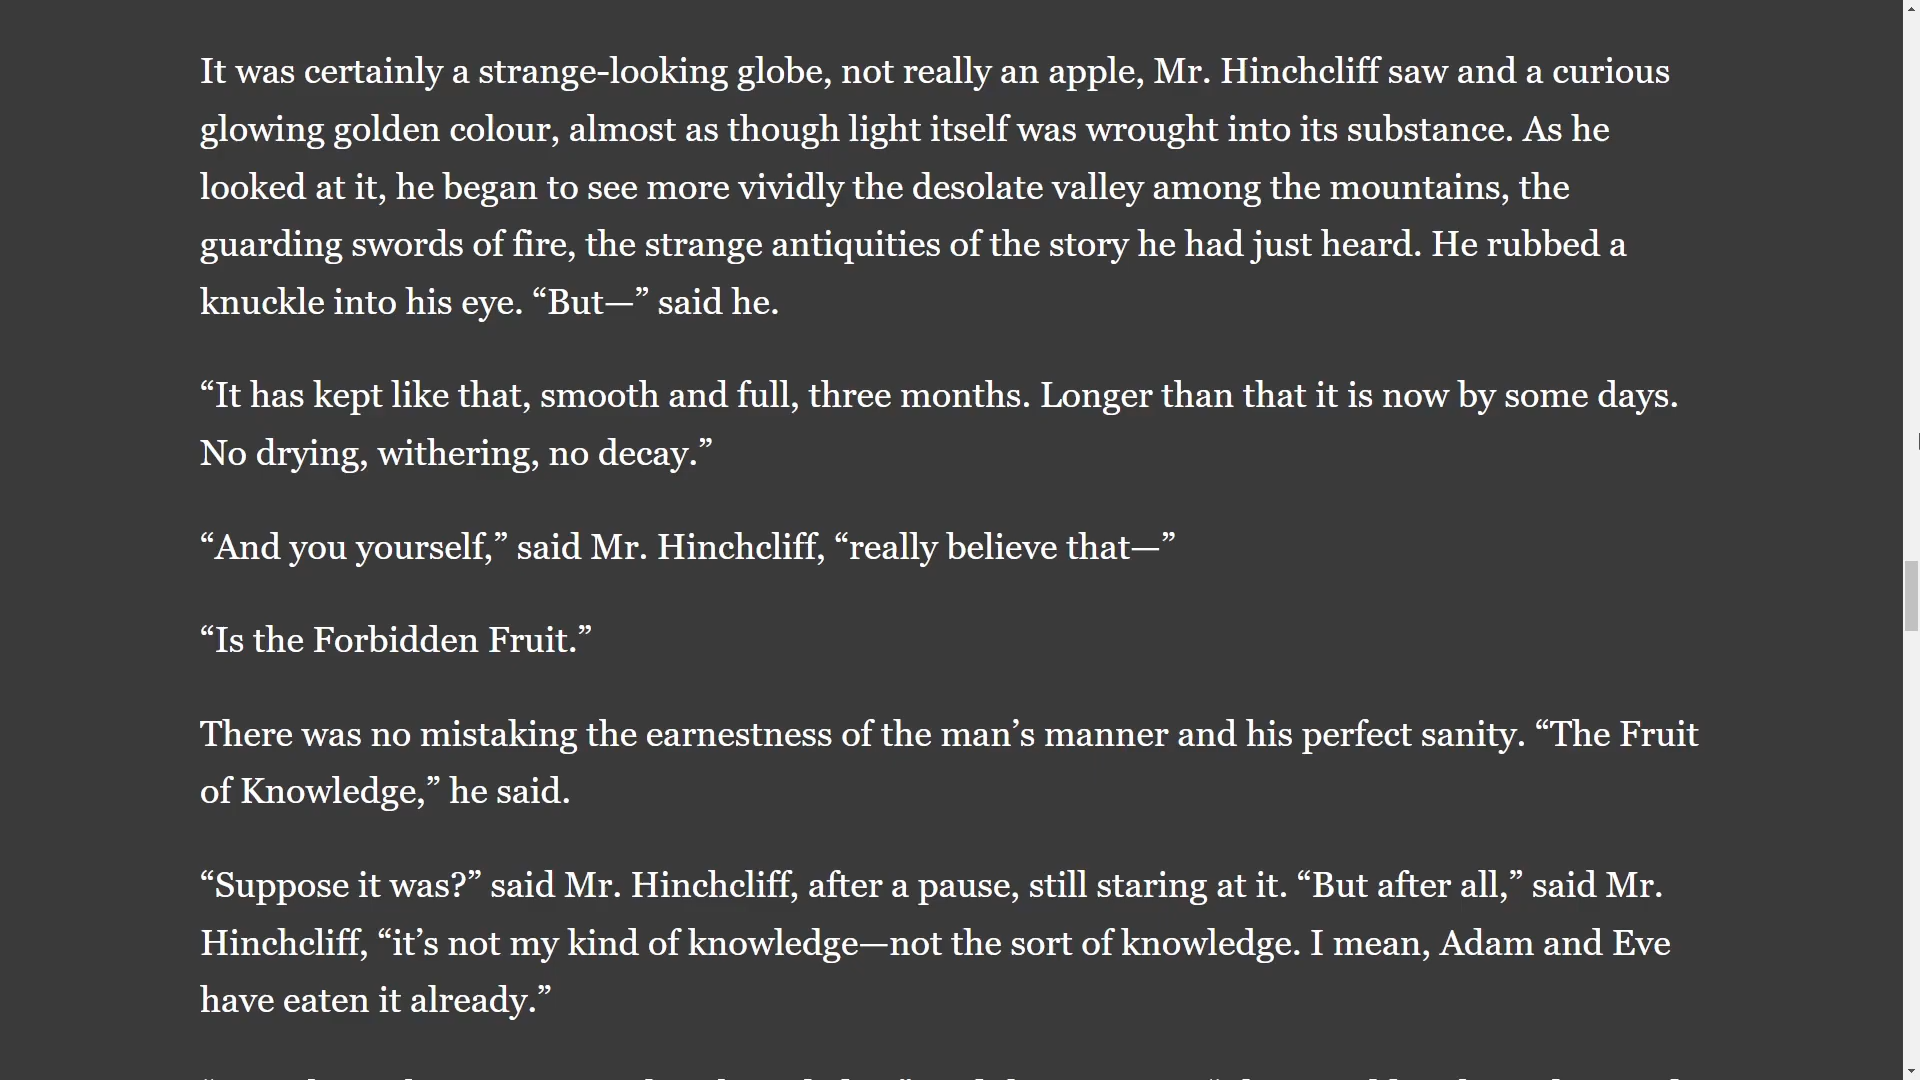 It was certainly a strange-looking globe, not really an apple, Mr. Hinchcliff saw and a curious
glowing golden colour, almost as though light itself was wrought into its substance. As he
looked at it, he began to see more vividly the desolate valley among the mountains, the
guarding swords of fire, the strange antiquities of the story he had just heard. He rubbed a
knuckle into his eye. “But—” said he.
“It has kept like that, smooth and full, three months. Longer than that it is now by some days.
No drying, withering, no decay.”
“And you yourself,” said Mr. Hinchcliff, “really believe that—”
“Is the Forbidden Fruit.”
There was no mistaking the earnestness of the man’s manner and his perfect sanity. “The Fruit
of Knowledge,” he said.
“Suppose it was?” said Mr. Hinchcliff, after a pause, still staring at it. “But after all,” said Mr.
Hinchcliff, “it’s not my kind of knowledge—not the sort of knowledge. I mean, Adam and Eve
have eaten it already.”